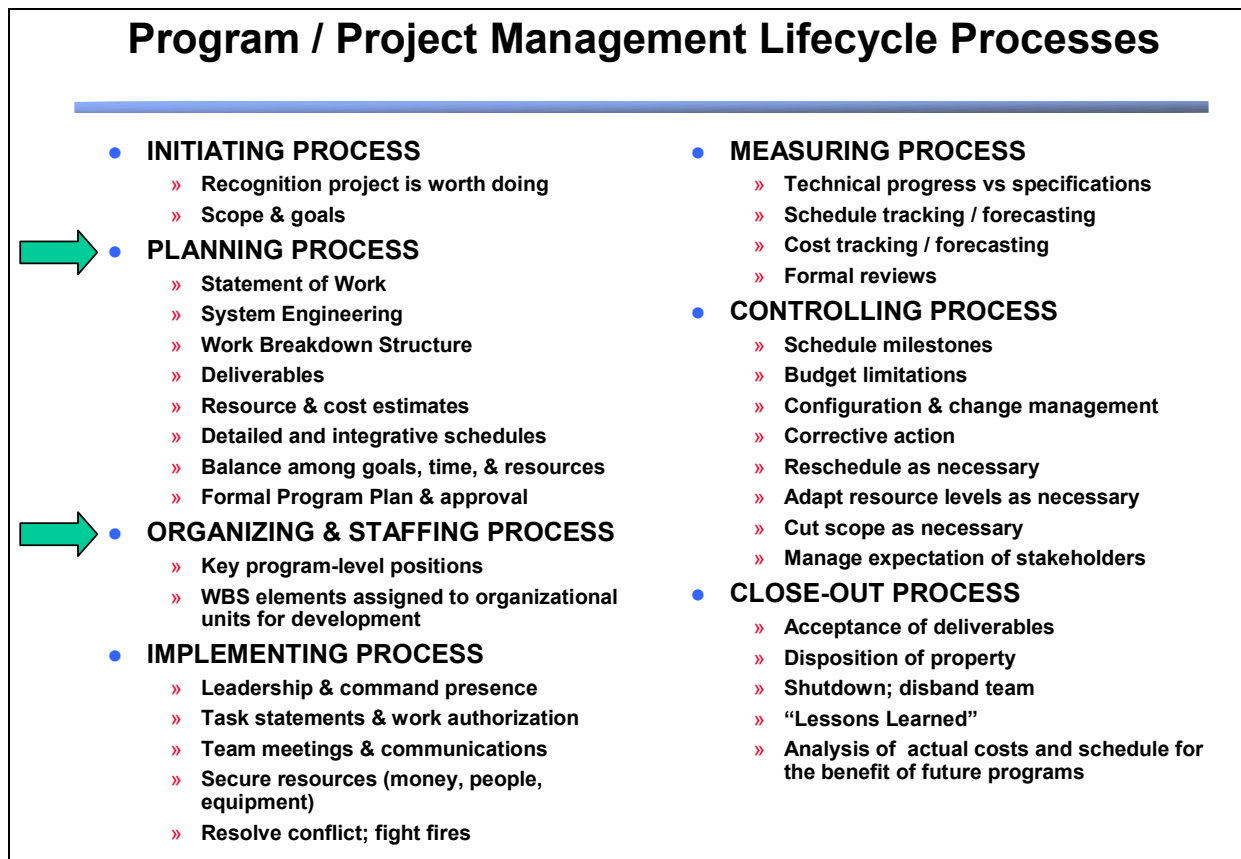 Program / Project Management Lifecycle Processes
● INITIATING PROCESS
» Recognition project is worth doing
» Scope & goals
● PLANNING PROCESS
» Statement of Work
» System Engineering
» Work Breakdown Structure
» Deliverables
» Resource & cost estimates
» Detailed and integrative schedules
» Balance among goals, time, & resources
» Formal Program Plan & approval
● ORGANIZING & STAFFING PROCESS
» Key program-level positions
» WBS elements assigned to organizational
units for development
● IMPLEMENTING PROCESS
» Leadership & command presence
» Task statements & work authorization
» Team meetings & communications
» Secure resources (money, people,
equipment)
» Resolve conflict; fight fires
● MEASURING PROCESS
» Technical progress vs specifications
» Schedule tracking / forecasting
» Cost tracking / forecasting
» Formal reviews
● CONTROLLING PROCESS
» Schedule milestones
» Budget limitations
» Configuration & change management
» Corrective action
» Reschedule as necessary
» Adapt resource levels as necessary
» Cut scope as necessary
» Manage expectation of stakeholders
● CLOSE-OUT PROCESS
» Acceptance of deliverables
» Disposition of property
» Shutdown; disband team
» “Lessons Learned”
» Analysis of actual costs and schedule for
the benefit of future programs